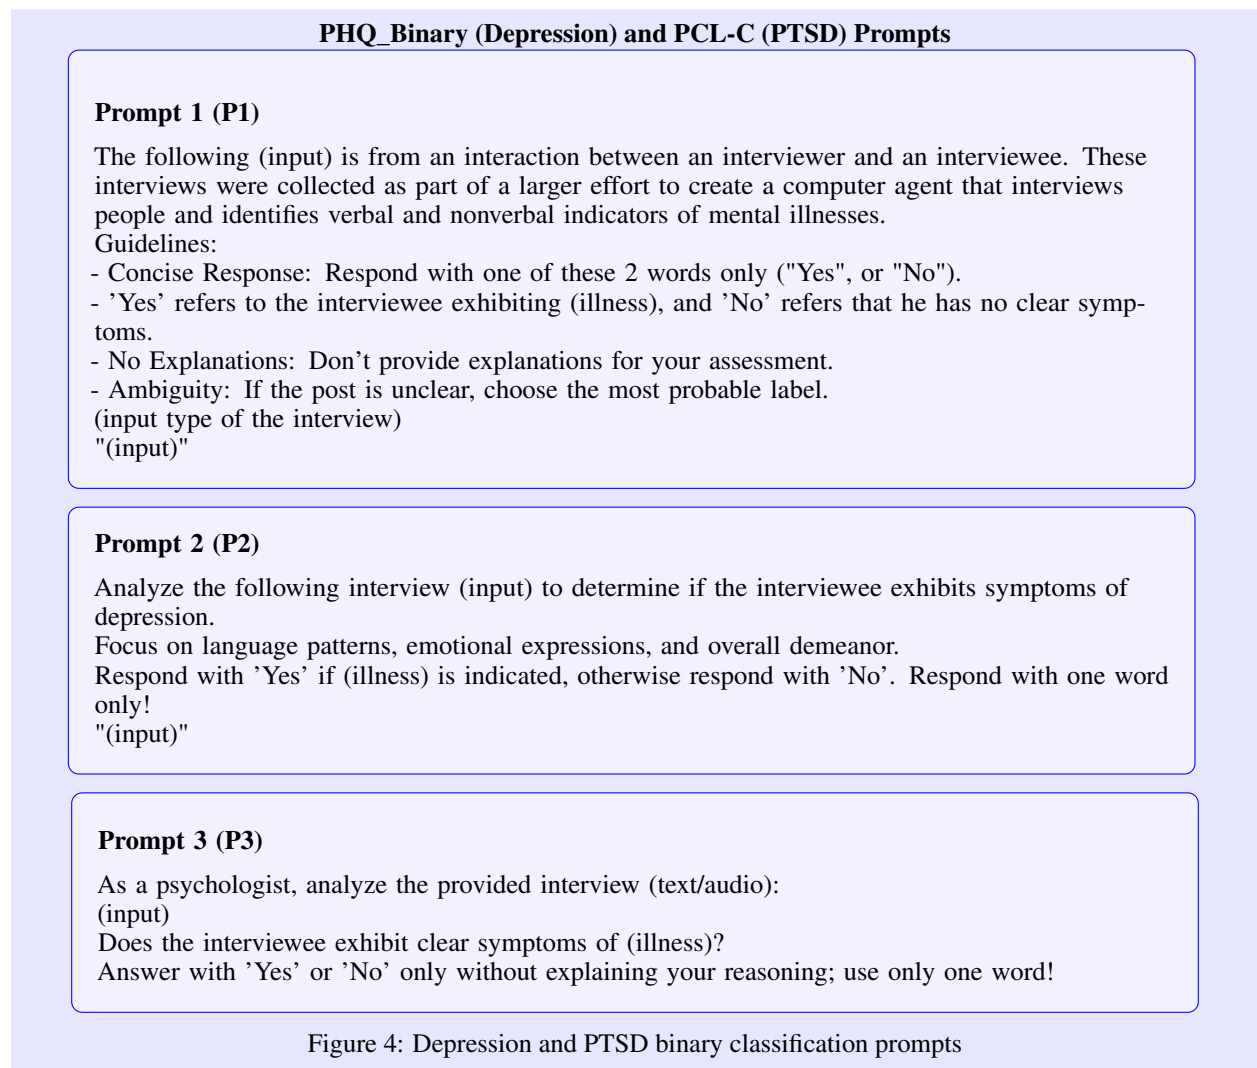 PHQ_Binary (Depression) and PCL-C (PTSD) Prompts
Prompt 1 (P1)
The following (input) is from an interaction between an interviewer and an interviewee. These
interviews were collected as part of a larger effort to create a computer agent that interviews
people and identifies verbal and nonverbal indicators of mental illnesses.
Guidelines:
- Concise Response: Respond with one of these 2 words only ("Yes", or "No").
- ’Yes’ refers to the interviewee exhibiting (illness), and ’No’ refers that he has no clear symp-
toms.
- No Explanations: Don’t provide explanations for your assessment.
- Ambiguity: If the post is unclear, choose the most probable label.
(input type of the interview)
"(input)"
Prompt 2 (P2)
Analyze the following interview (input) to determine if the interviewee exhibits symptoms of
depression.
Focus on language patterns, emotional expressions, and overall demeanor.
Respond with ’Yes’ if (illness) is indicated, otherwise respond with ’No’. Respond with one word
only!
"(input)"
Prompt 3 (P3)
As a psychologist, analyze the provided interview (text/audio):
(input)
Does the interviewee exhibit clear symptoms of (illness)?
Answer with ’Yes’ or ’No’ only without explaining your reasoning; use only one word!
Figure 4: Depression and PTSD binary classification prompts